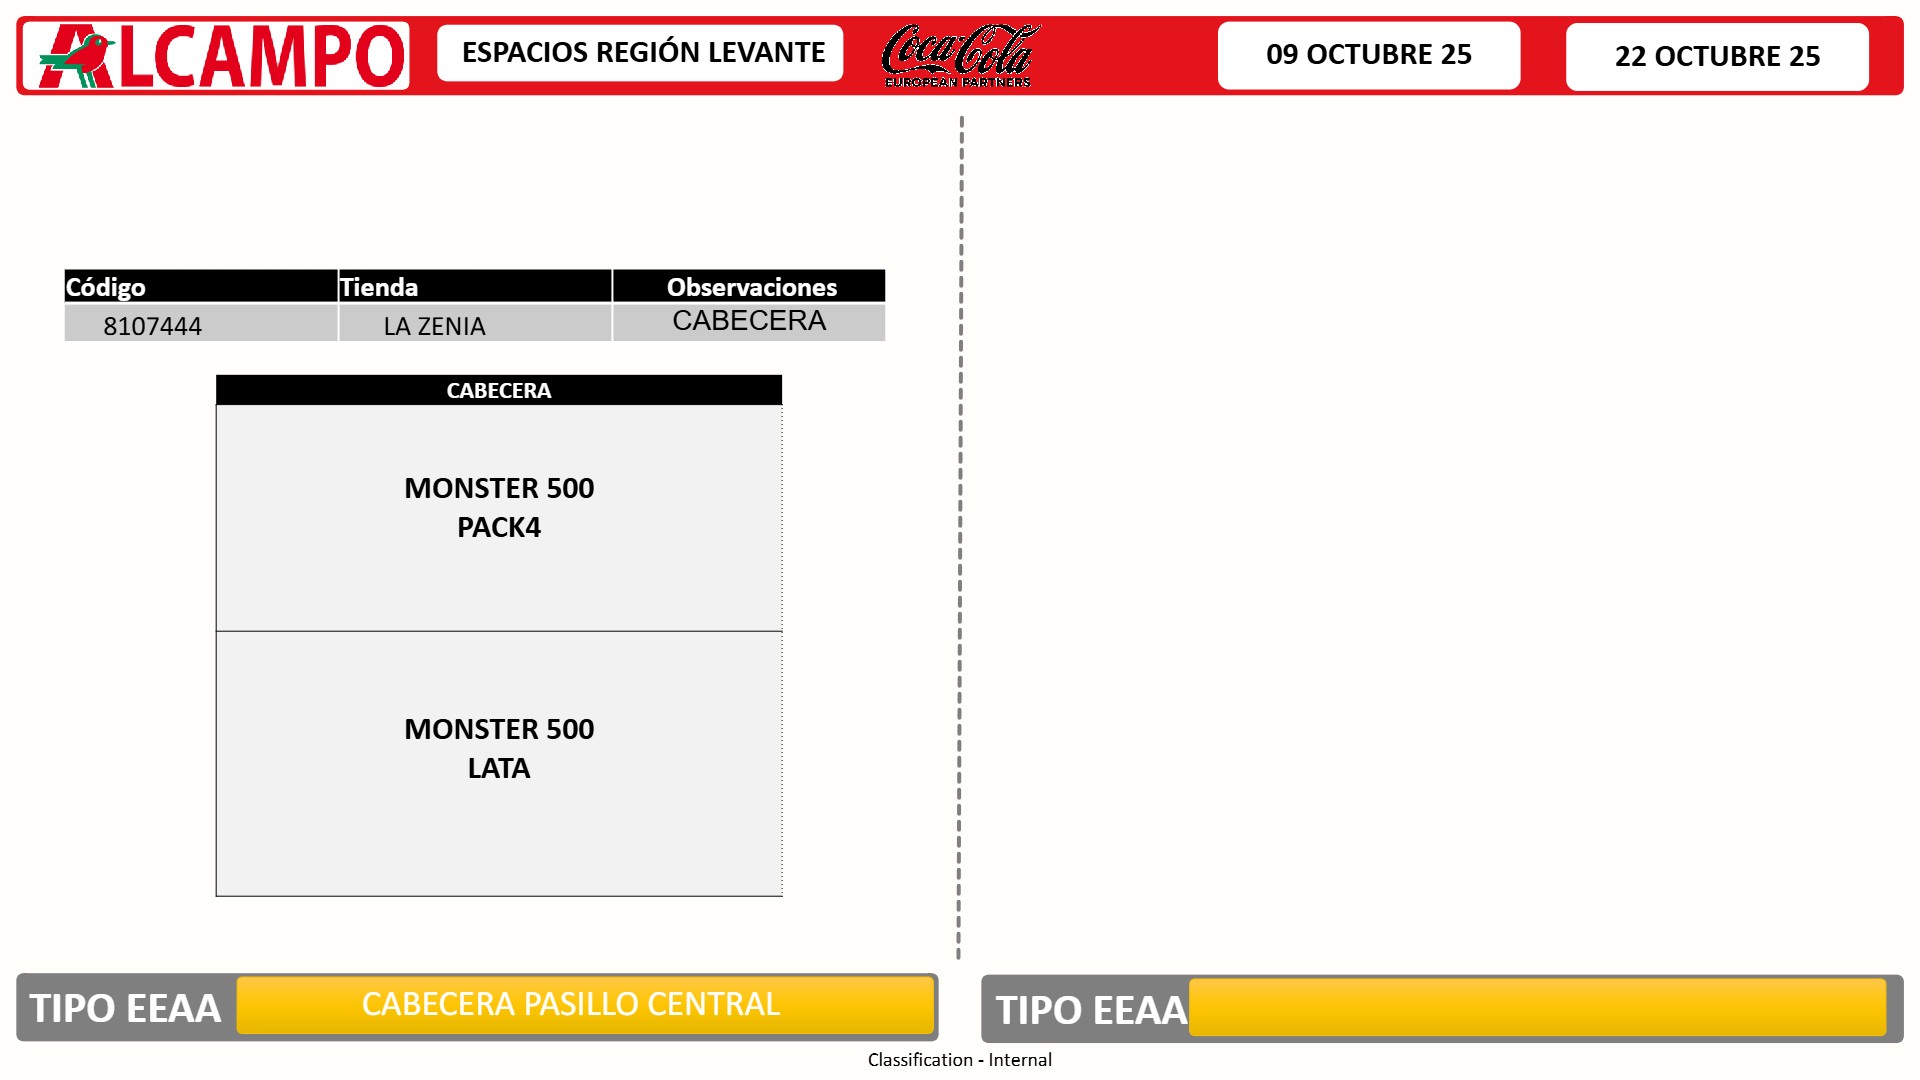 ALCAMPO
ESPACIOS REGIÓN LEVANTE
Coca-Cola
EUROPEAN PARTNERS
09 OCTUBRE 25
22 OCTUBRE 25
Código Tienda Observaciones
8107444 LA ZENIA CABECERA
CABECERA
MONSTER 500
PACK4
MONSTER 500
LATA
TIPO EEAA CABECERA PASILLO CENTRAL
TIPO EEAA
Classification - Internal